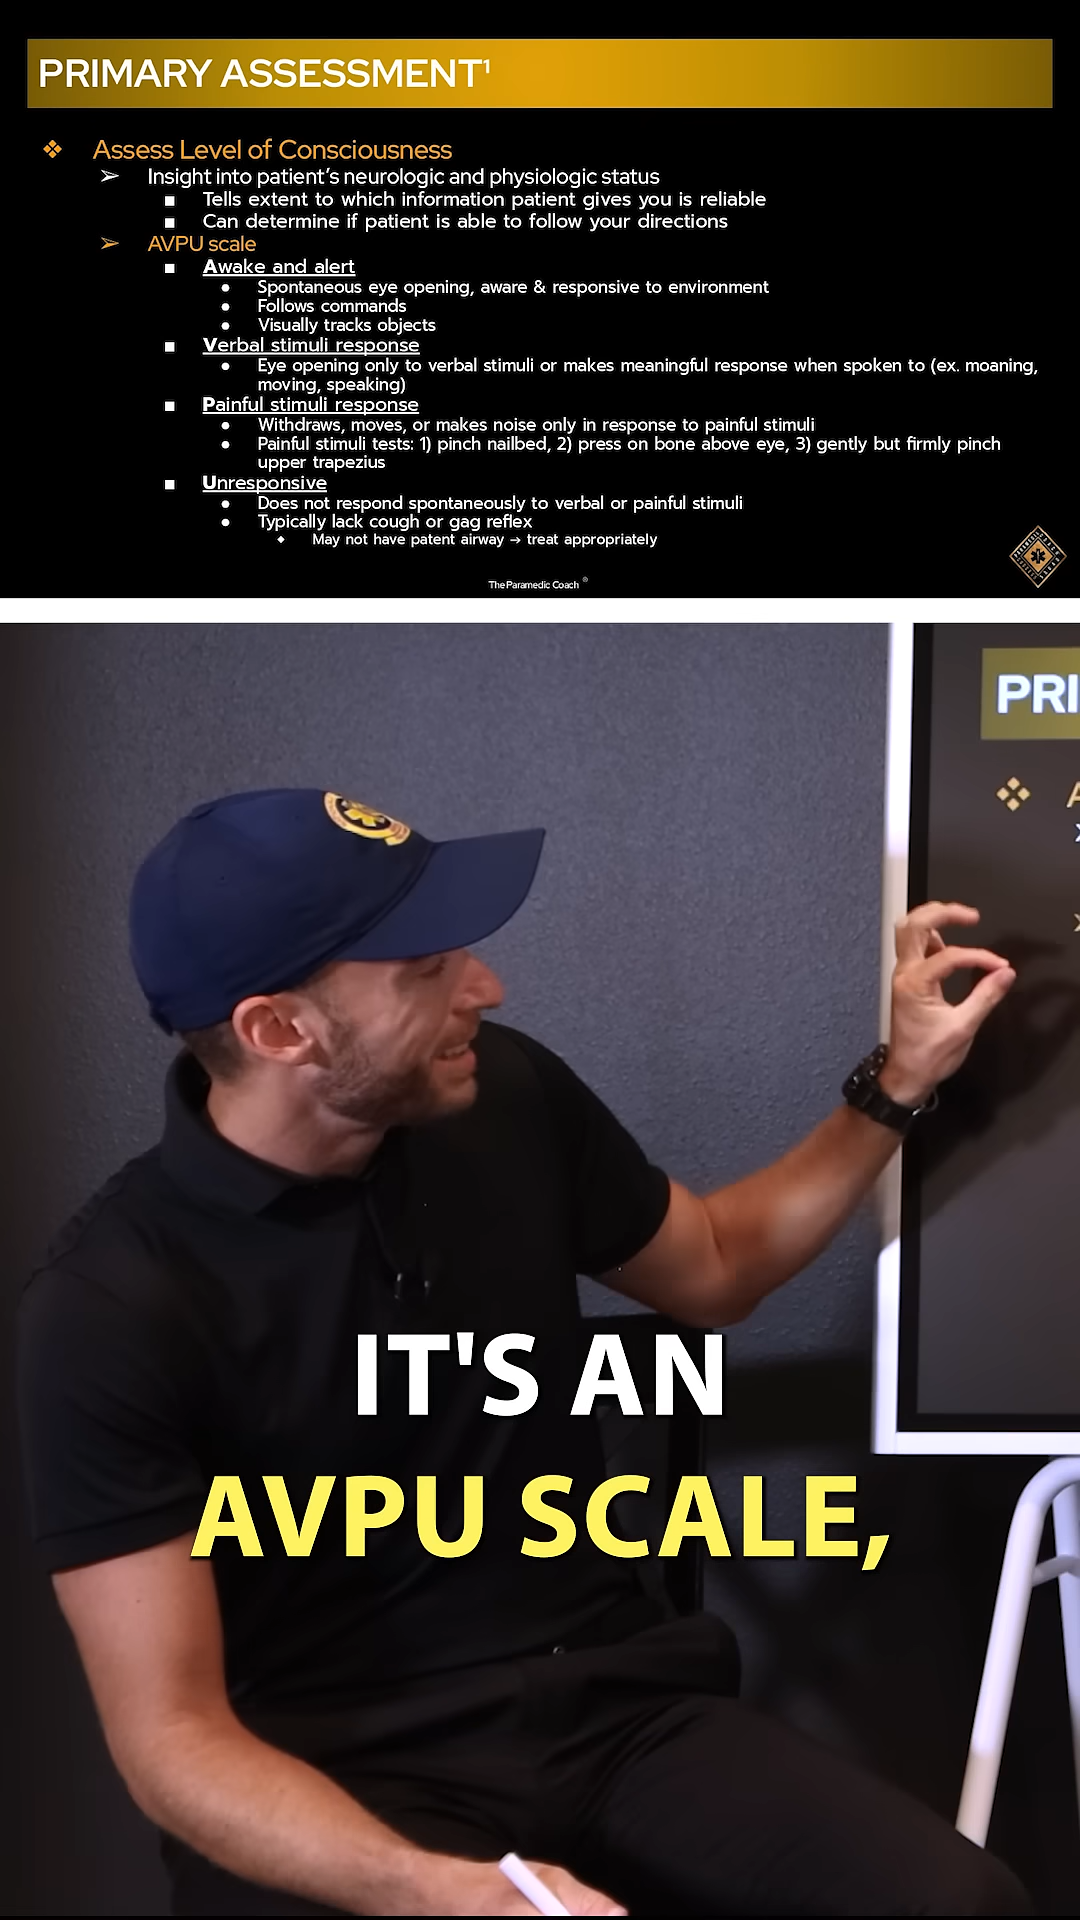 PRIMARY ASSESSMENT¹
❖ Assess Level of Consciousness
➢ Insight into patient's neurologic and physiologic status
■ Tells extent to which information patient gives you is reliable
■ Can determine if patient is able to follow your directions
➢ AVPU scale
■ Awake and alert
● Spontaneous eye opening, aware & responsive to environment
● Follows commands
● Visually tracks objects
■ Verbal stimuli response
● Eye opening only to verbal stimuli or makes meaningful response when spoken to (ex. moaning,
moving, speaking)
■ Painful stimuli response
● Withdraws, moves, or makes noise only in response to painful stimuli
● Painful stimuli tests: 1) pinch nailbed, 2) press on bone above eye, 3) gently but firmly pinch
upper trapezius
■ Unresponsive
● Does not respond spontaneously to verbal or painful stimuli
● Typically lack cough or gag reflex
◆ May not have patent airway → treat appropriately
The Paramedic Coach ®
PRI
IT'S AN
AVPU SCALE,